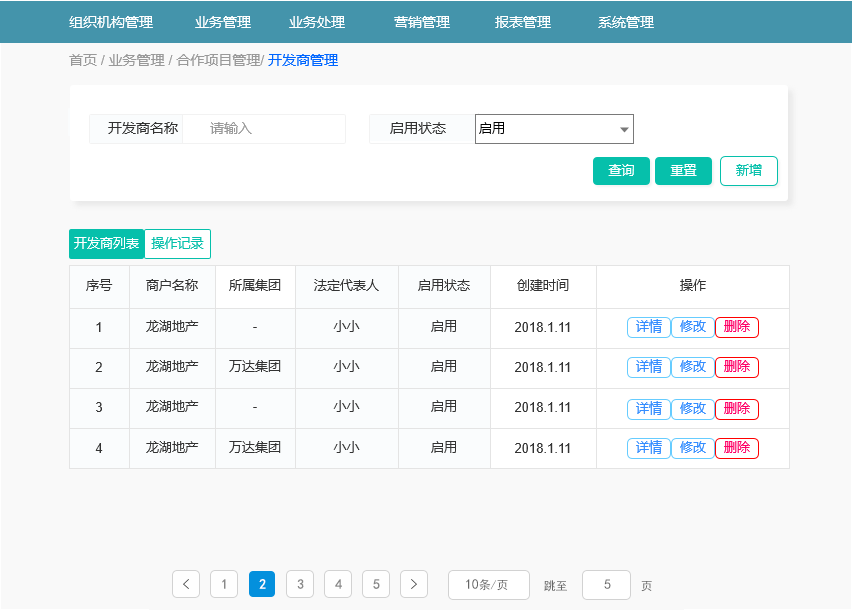 组织机构管理 业务管理 业务处理 营销管理 报表管理 系统管理
首页 / 业务管理 / 合作项目管理/ 开发商管理
开发商名称 请输入 启用状态 启用
查询 重置 新增
开发商列表 操作记录
序号 商户名称 所属集团 法定代表人 启用状态 创建时间 操作
1 龙湖地产 - 小小 启用 2018.1.11 详情 修改 删除
2 龙湖地产 万达集团 小小 启用 2018.1.11 详情 修改 删除
3 龙湖地产 - 小小 启用 2018.1.11 详情 修改 删除
4 龙湖地产 万达集团 小小 启用 2018.1.11 详情 修改 删除
< 1 2 3 4 5 > 10条/页 跳至 5 页